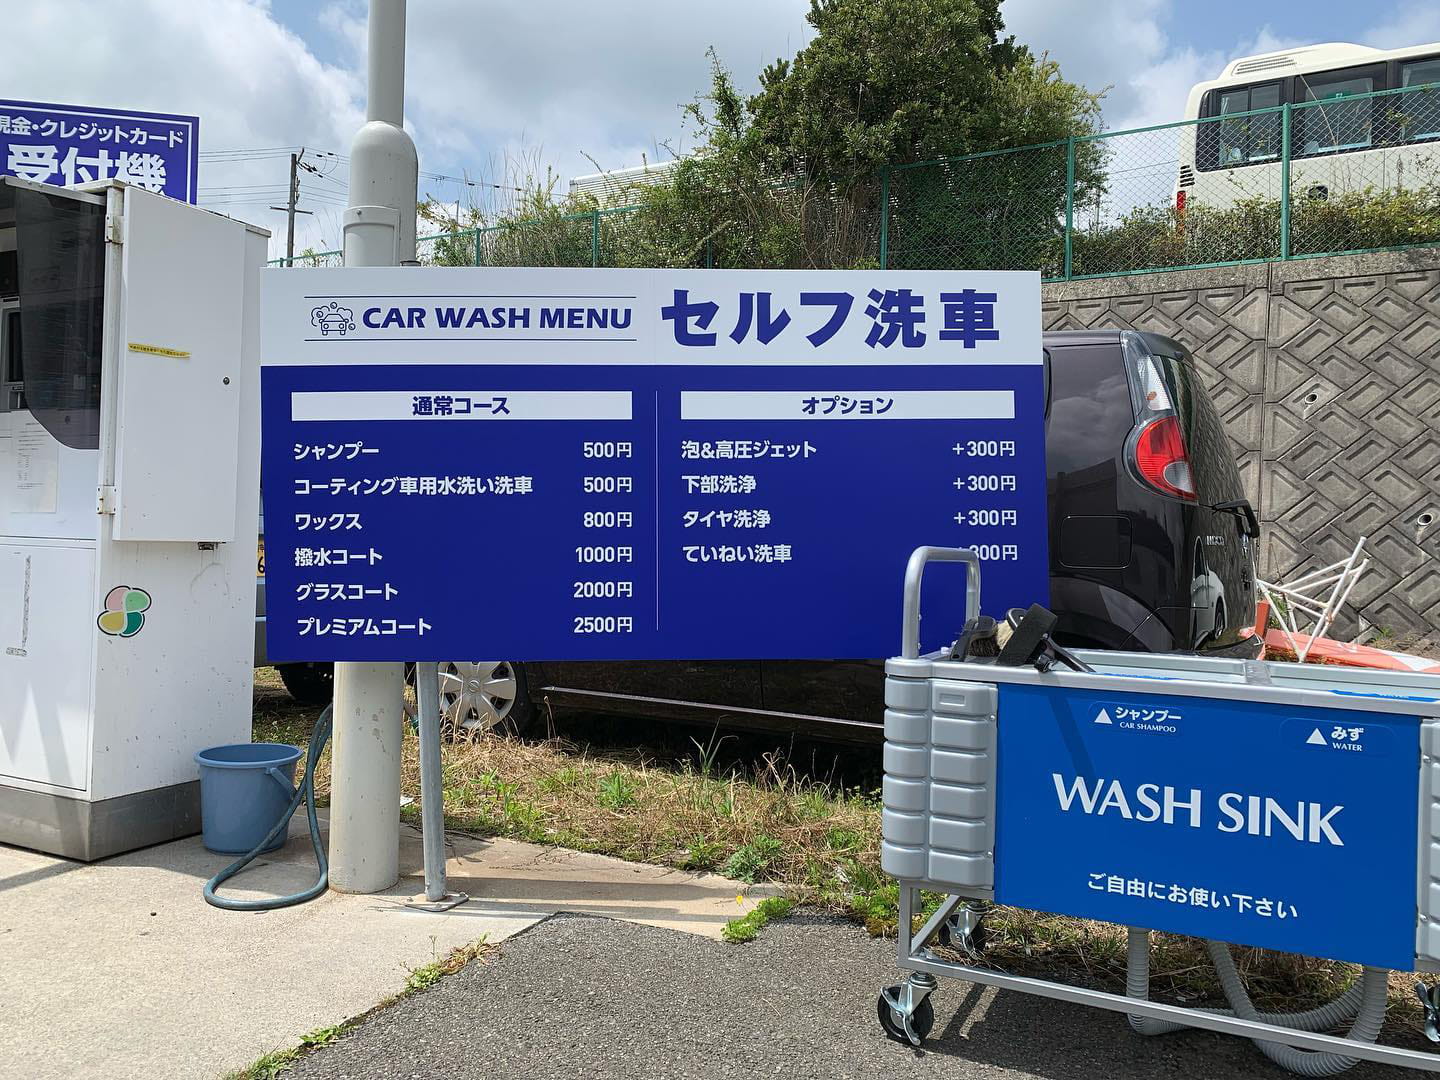 現金・クレジットカード
受付機
CAR WASH MENU
セルフ洗車
通常コース
シャンプー 500円
コーティング車用水洗い洗車 500円
ワックス 800円
撥水コート 1000円
グラスコート 2000円
プレミアムコート 2500円
オプション
泡&高圧ジェット +300円
下部洗浄 +300円
タイヤ洗浄 +300円
ていねい洗車 +300円
▲シャンプー
CAR SHAMPOO
▲みず
WATER
WASH SINK
ご自由にお使い下さい